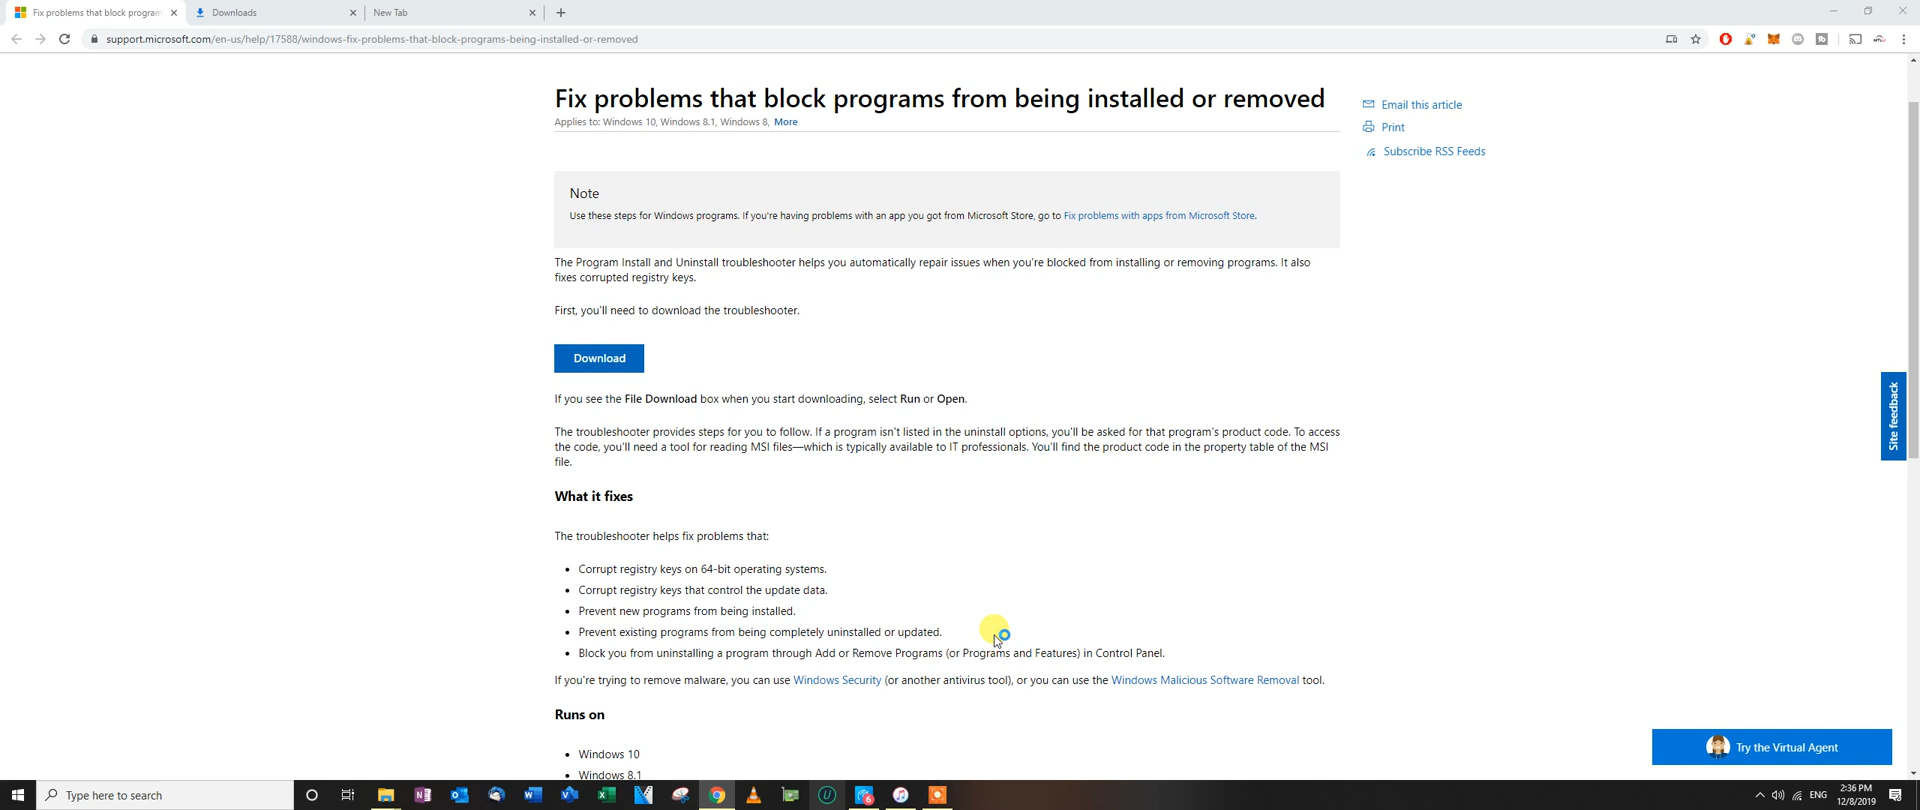 Fix problems that block program
Downloads
New Tab
support.microsoft.com/en-us/help/17588/windows-fix-problems-that-block-programs-being-installed-or-removed
Fix problems that block programs from being installed or removed
Applies to: Windows 10, Windows 8.1, Windows 8, More
Email this article
Print
Subscribe RSS Feeds
Note
Use these steps for Windows programs. If you're having problems with an app you got from Microsoft Store, go to Fix problems with apps from Microsoft Store.
The Program Install and Uninstall troubleshooter helps you automatically repair issues when you're blocked from installing or removing programs. It also
fixes corrupted registry keys.
First, you'll need to download the troubleshooter.
Download
If you see the File Download box when you start downloading, select Run or Open.
The troubleshooter provides steps for you to follow. If a program isn't listed in the uninstall options, you'll be asked for that program's product code. To access
the code, you'll need a tool for reading MSI files—which is typically available to IT professionals. You'll find the product code in the property table of the MSI
file.
Site feedback
What it fixes
The troubleshooter helps fix problems that:
• Corrupt registry keys on 64-bit operating systems.
• Corrupt registry keys that control the update data.
• Prevent new programs from being installed.
• Prevent existing programs from being completely uninstalled or updated.
• Block you from uninstalling a program through Add or Remove Programs (or Programs and Features) in Control Panel.
If you're trying to remove malware, you can use Windows Security (or another antivirus tool), or you can use the Windows Malicious Software Removal tool.
Runs on
• Windows 10
• Windows 8.1
Try the Virtual Agent
Type here to search
ENG
2:36 PM
12/8/2019